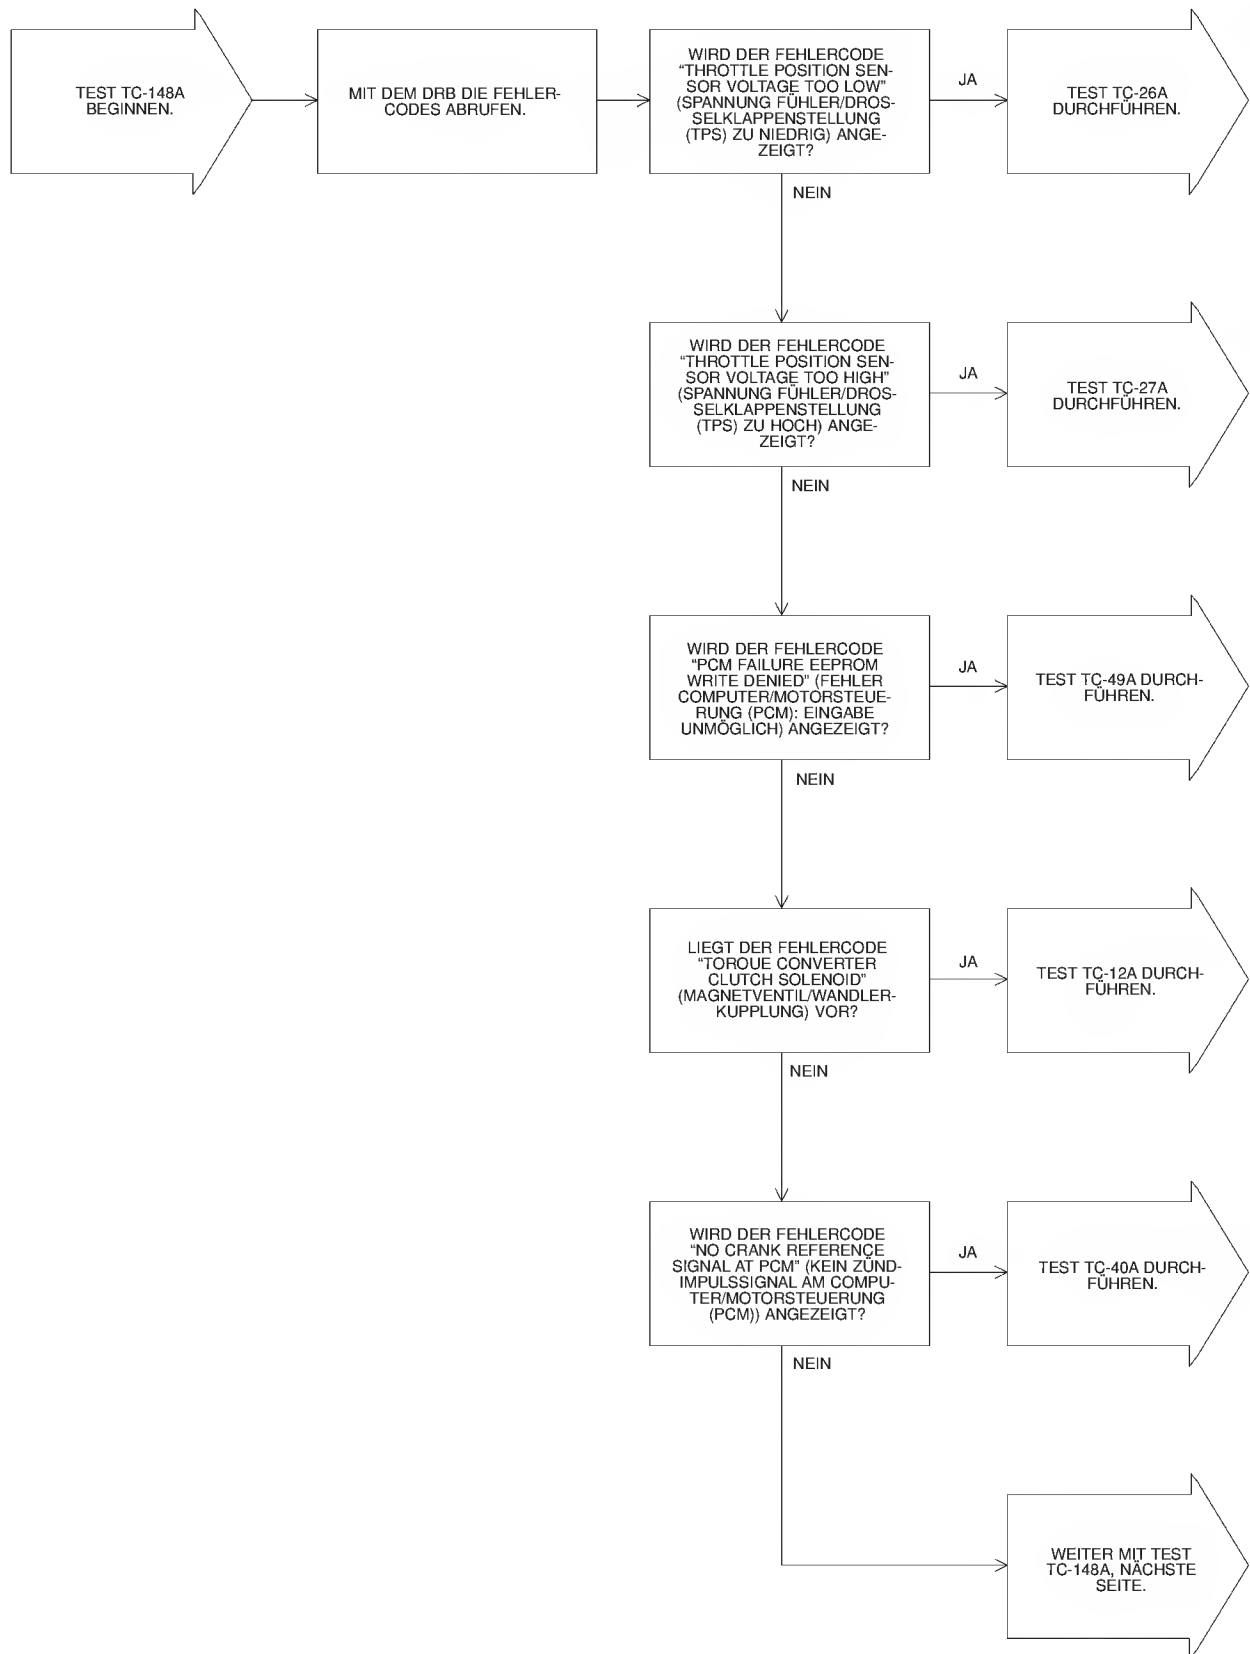 TEST TC-148A
BEGINNEN.
MIT DEM DRB DIE FEHLER-
CODES ABRUFEN.
WIRD DER FEHLERCODE
“THROTTLE POSITION SEN-
SOR VOLTAGE TOO LOW”
(SPANNUNG FÜHLER/DROS-
SELKLAPPENSTELLUNG
(TPS) ZU NIEDRIG) ANGE-
ZEIGT?
JA
TEST TC-26A
DURCHFÜHREN.
NEIN
WIRD DER FEHLERCODE
“THROTTLE POSITION SEN-
SOR VOLTAGE TOO HIGH”
(SPANNUNG FÜHLER/DROS-
SELKLAPPENSTELLUNG
(TPS) ZU HOCH) ANGE-
ZEIGT?
JA
TEST TC-27A
DURCHFÜHREN.
NEIN
WIRD DER FEHLERCODE
“PCM FAILURE EEPROM
WRITE DENIED” (FEHLER
COMPUTER/MOTORSTEUE-
RUNG (PCM): EINGABE
UNMÖGLICH) ANGEZEIGT?
JA
TEST TC-49A DURCH-
FÜHREN.
NEIN
LIEGT DER FEHLERCODE
“TORQUE CONVERTER
CLUTCH SOLENOID”
(MAGNETVENTIL/WANDLER-
KUPPLUNG) VOR?
JA
TEST TC-12A DURCH-
FÜHREN.
NEIN
WIRD DER FEHLERCODE
“NO CRANK REFERENCE
SIGNAL AT PCM” (KEIN ZÜND-
IMPULSSIGNAL AM COMPU-
TER/MOTORSTEUERUNG
(PCM)) ANGEZEIGT?
JA
TEST TC-40A DURCH-
FÜHREN.
NEIN
WEITER MIT TEST
TC-148A, NÄCHSTE
SEITE.